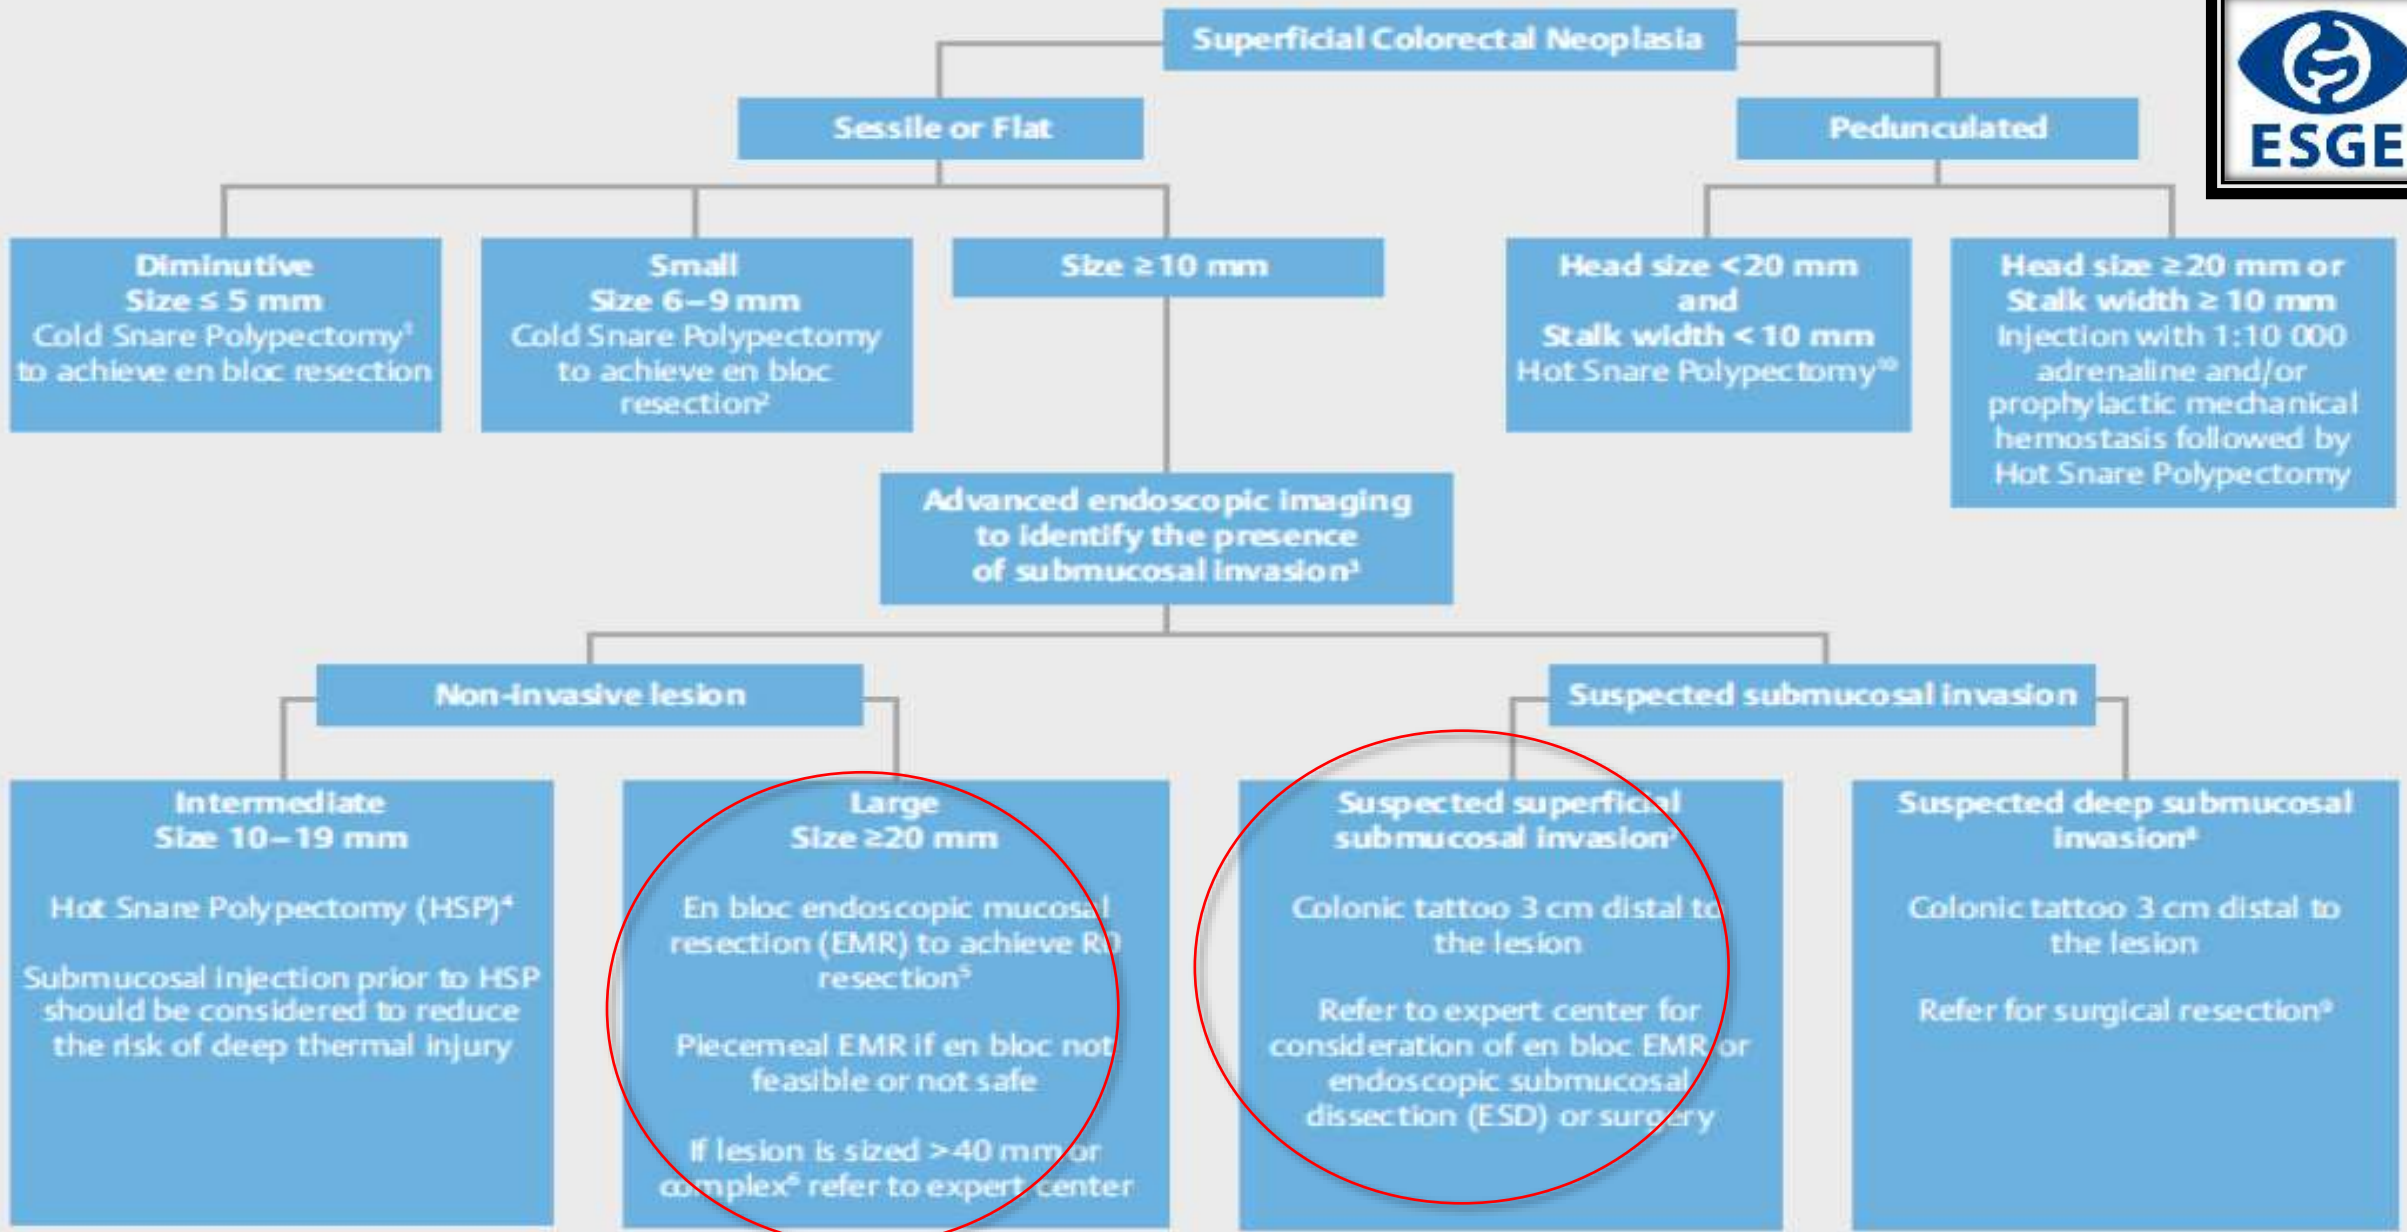 Superficial Colorectal Neoplasia
ESGE
Sessile or Flat
Pedunculated
Diminutive
Size ≤ 5 mm
Cold Snare Polypectomy¹
to achieve en bloc resection
Small
Size 6–9 mm
Cold Snare Polypectomy
to achieve en bloc
resection²
Size ≥10 mm
Head size <20 mm
and
Stalk width < 10 mm
Hot Snare Polypectomy¹⁰
Head size ≥20 mm or
Stalk width ≥ 10 mm
Injection with 1:10 000
adrenaline and/or
prophylactic mechanical
hemostasis followed by
Hot Snare Polypectomy
Advanced endoscopic imaging
to identify the presence
of submucosal invasion³
Non-invasive lesion
Suspected submucosal invasion
Intermediate
Size 10–19 mm
Hot Snare Polypectomy (HSP)⁴
Submucosal injection prior to HSP
should be considered to reduce
the risk of deep thermal injury
Large
Size ≥20 mm
En bloc endoscopic mucosal
resection (EMR) to achieve R0
resection⁵
Piecemeal EMR if en bloc not
feasible or not safe
If lesion is sized >40 mm or
complex⁶ refer to expert center
Suspected superficial
submucosal invasion⁷
Colonic tattoo 3 cm distal to
the lesion
Refer to expert center for
consideration of en bloc EMR or
endoscopic submucosal
dissection (ESD) or surgery
Suspected deep submucosal
invasion⁸
Colonic tattoo 3 cm distal to
the lesion
Refer for surgical resection⁹